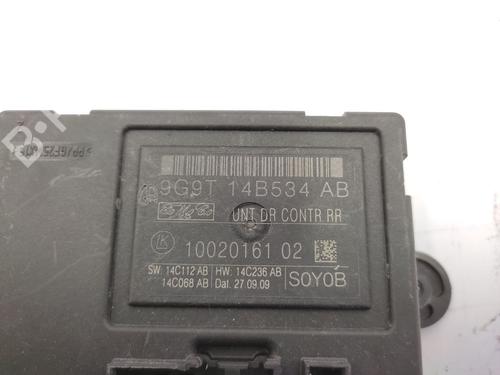 9G9T 14B534 AB
UNT DR CONTR RR
10020161 02
SW: 14C112 AB HW: 14C236 AB
14C068 AB Dat. 27 09.09
SOYOB